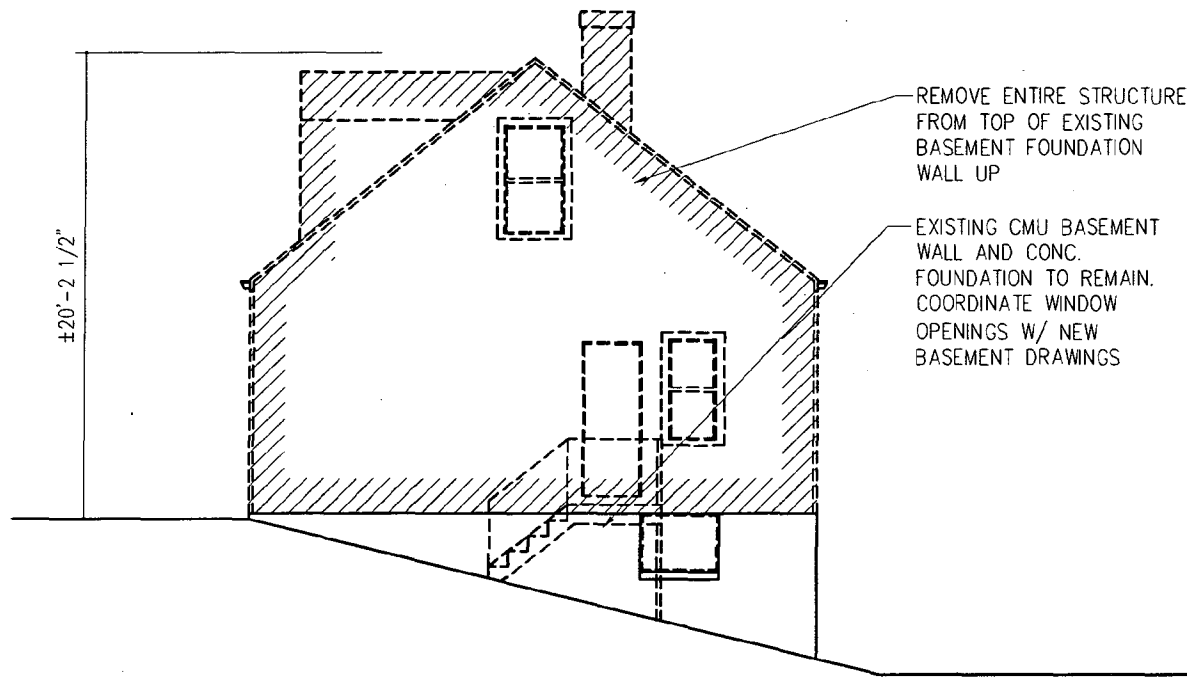 REMOVE ENTIRE STRUCTURE
FROM TOP OF EXISTING
BASEMENT FOUNDATION
WALL UP
EXISTING CMU BASEMENT
WALL AND CONC.
FOUNDATION TO REMAIN.
COORDINATE WINDOW
OPENINGS W/ NEW
BASEMENT DRAWINGS
±20'-2 1/2"